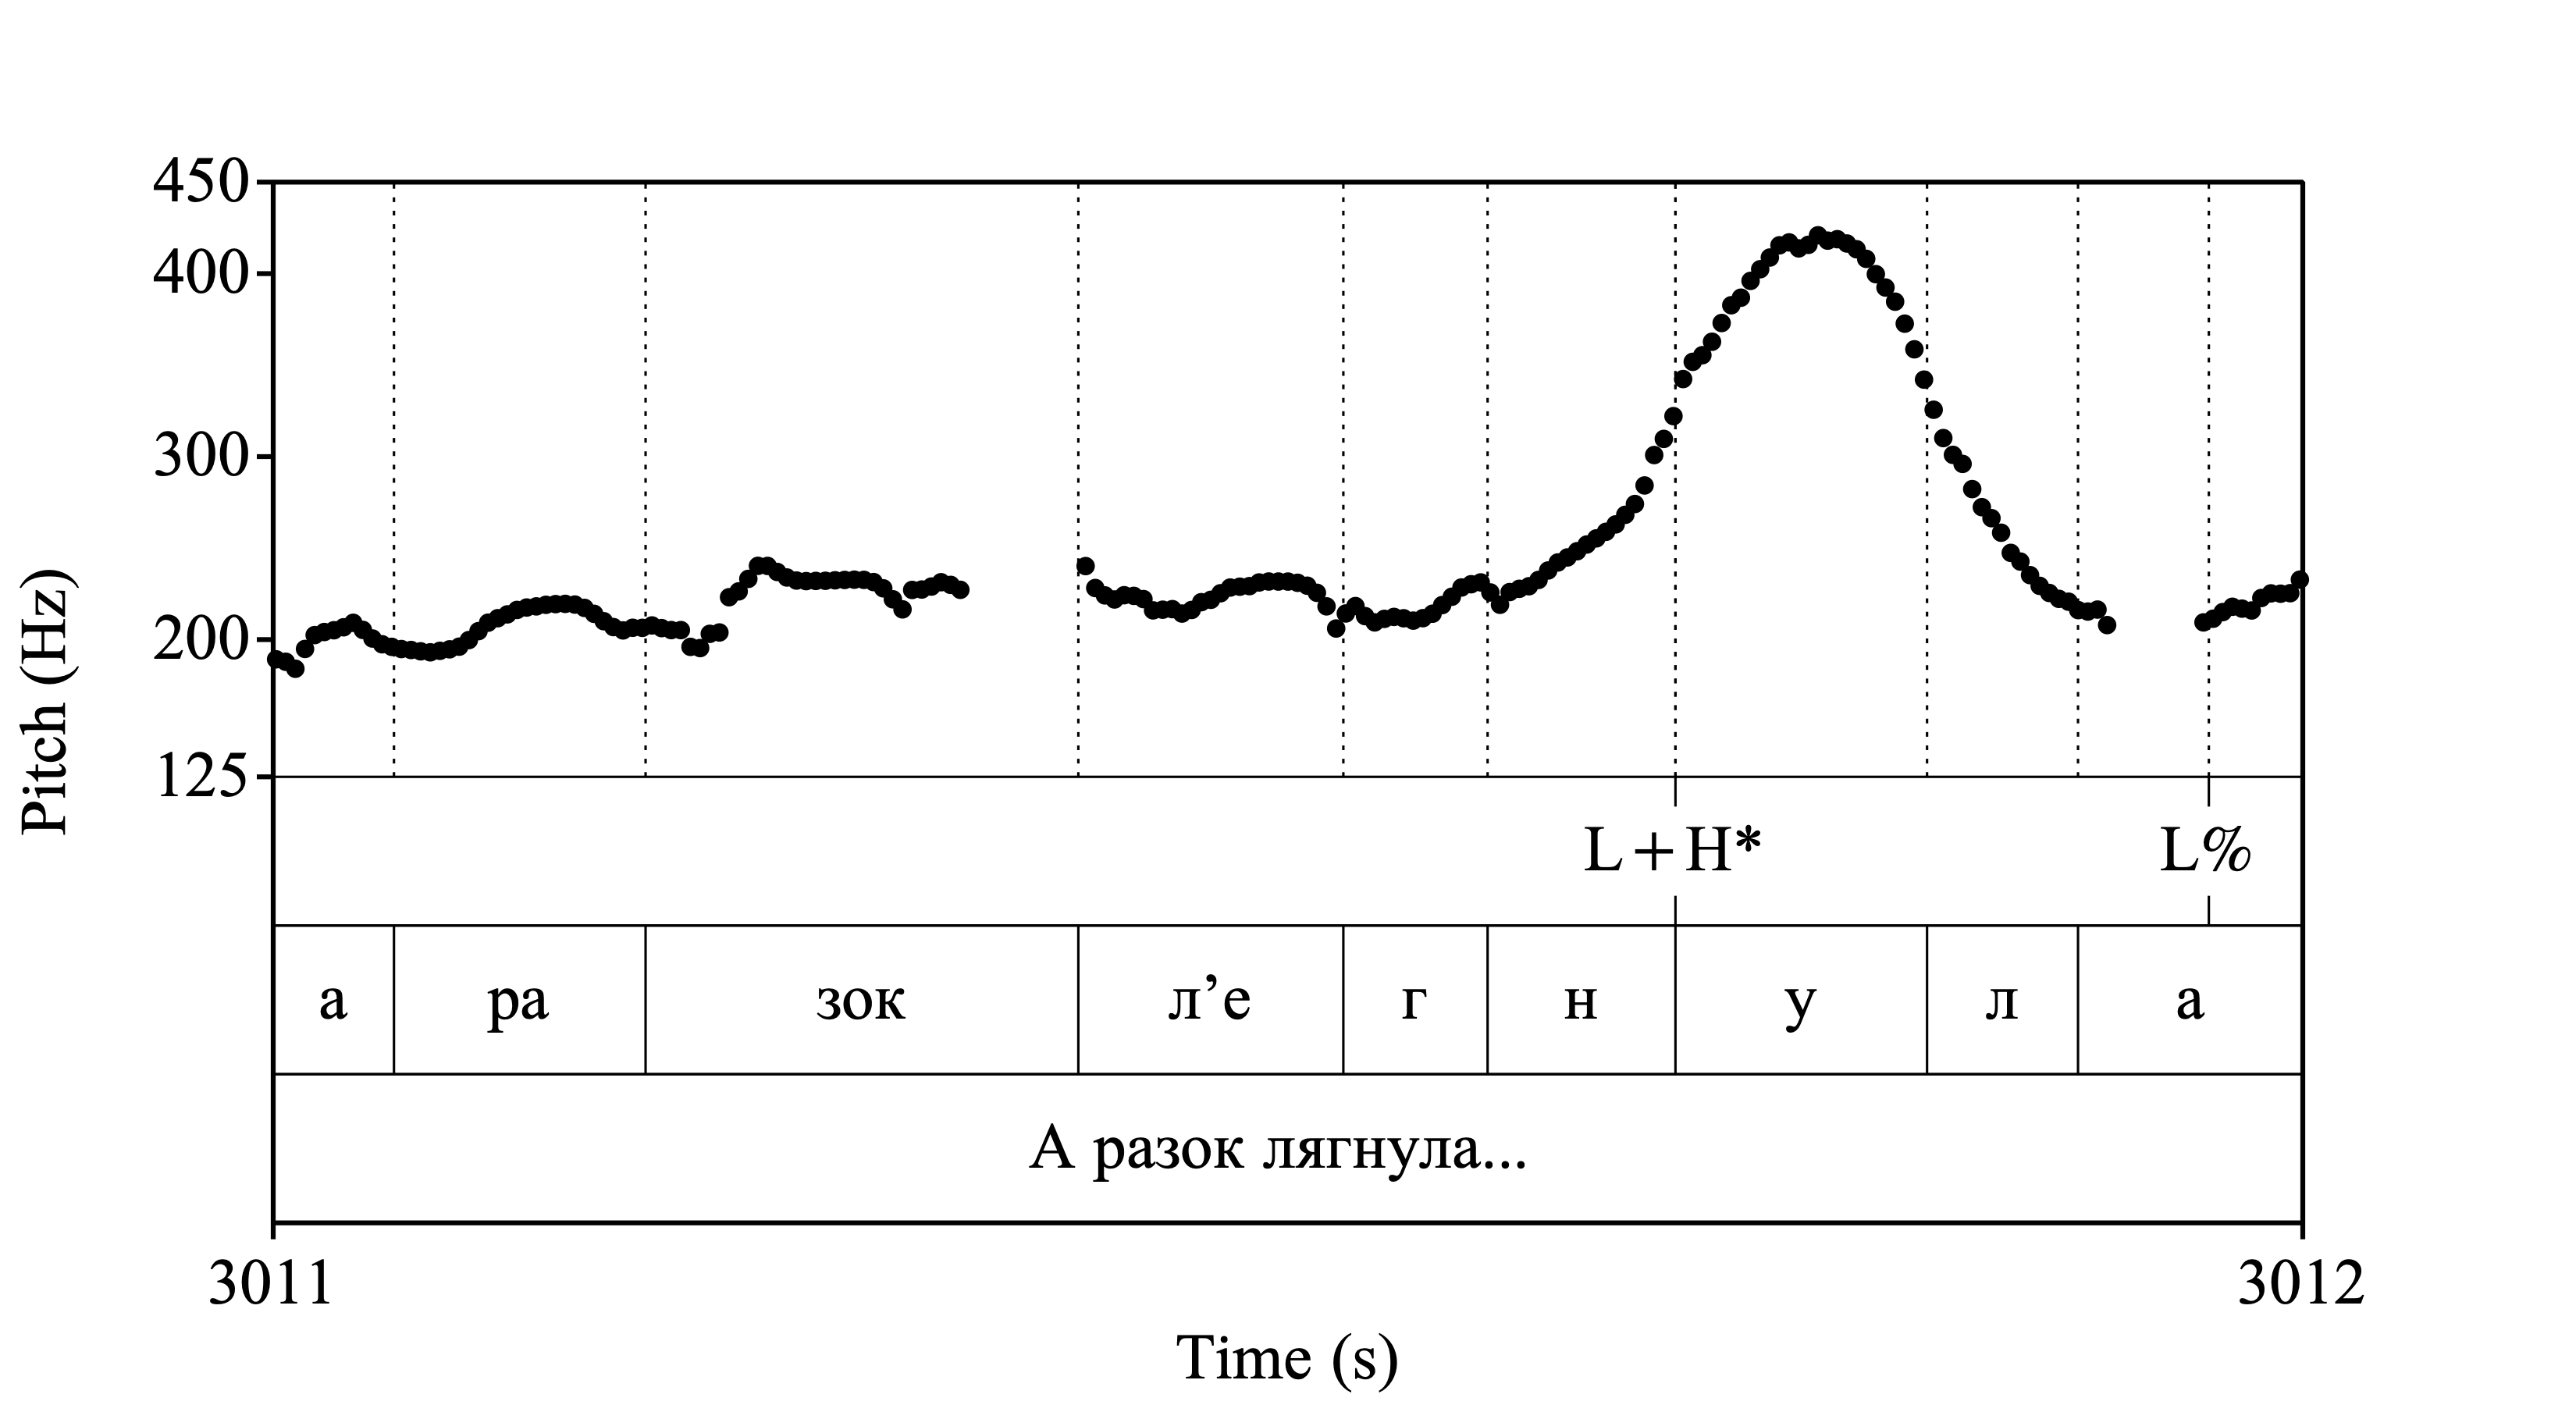 450
400
300
200
125
Pitch (Hz)
L+H* L%
а ра зок л’е г н у л а
А разок лягнула...
3011 3012
Time (s)